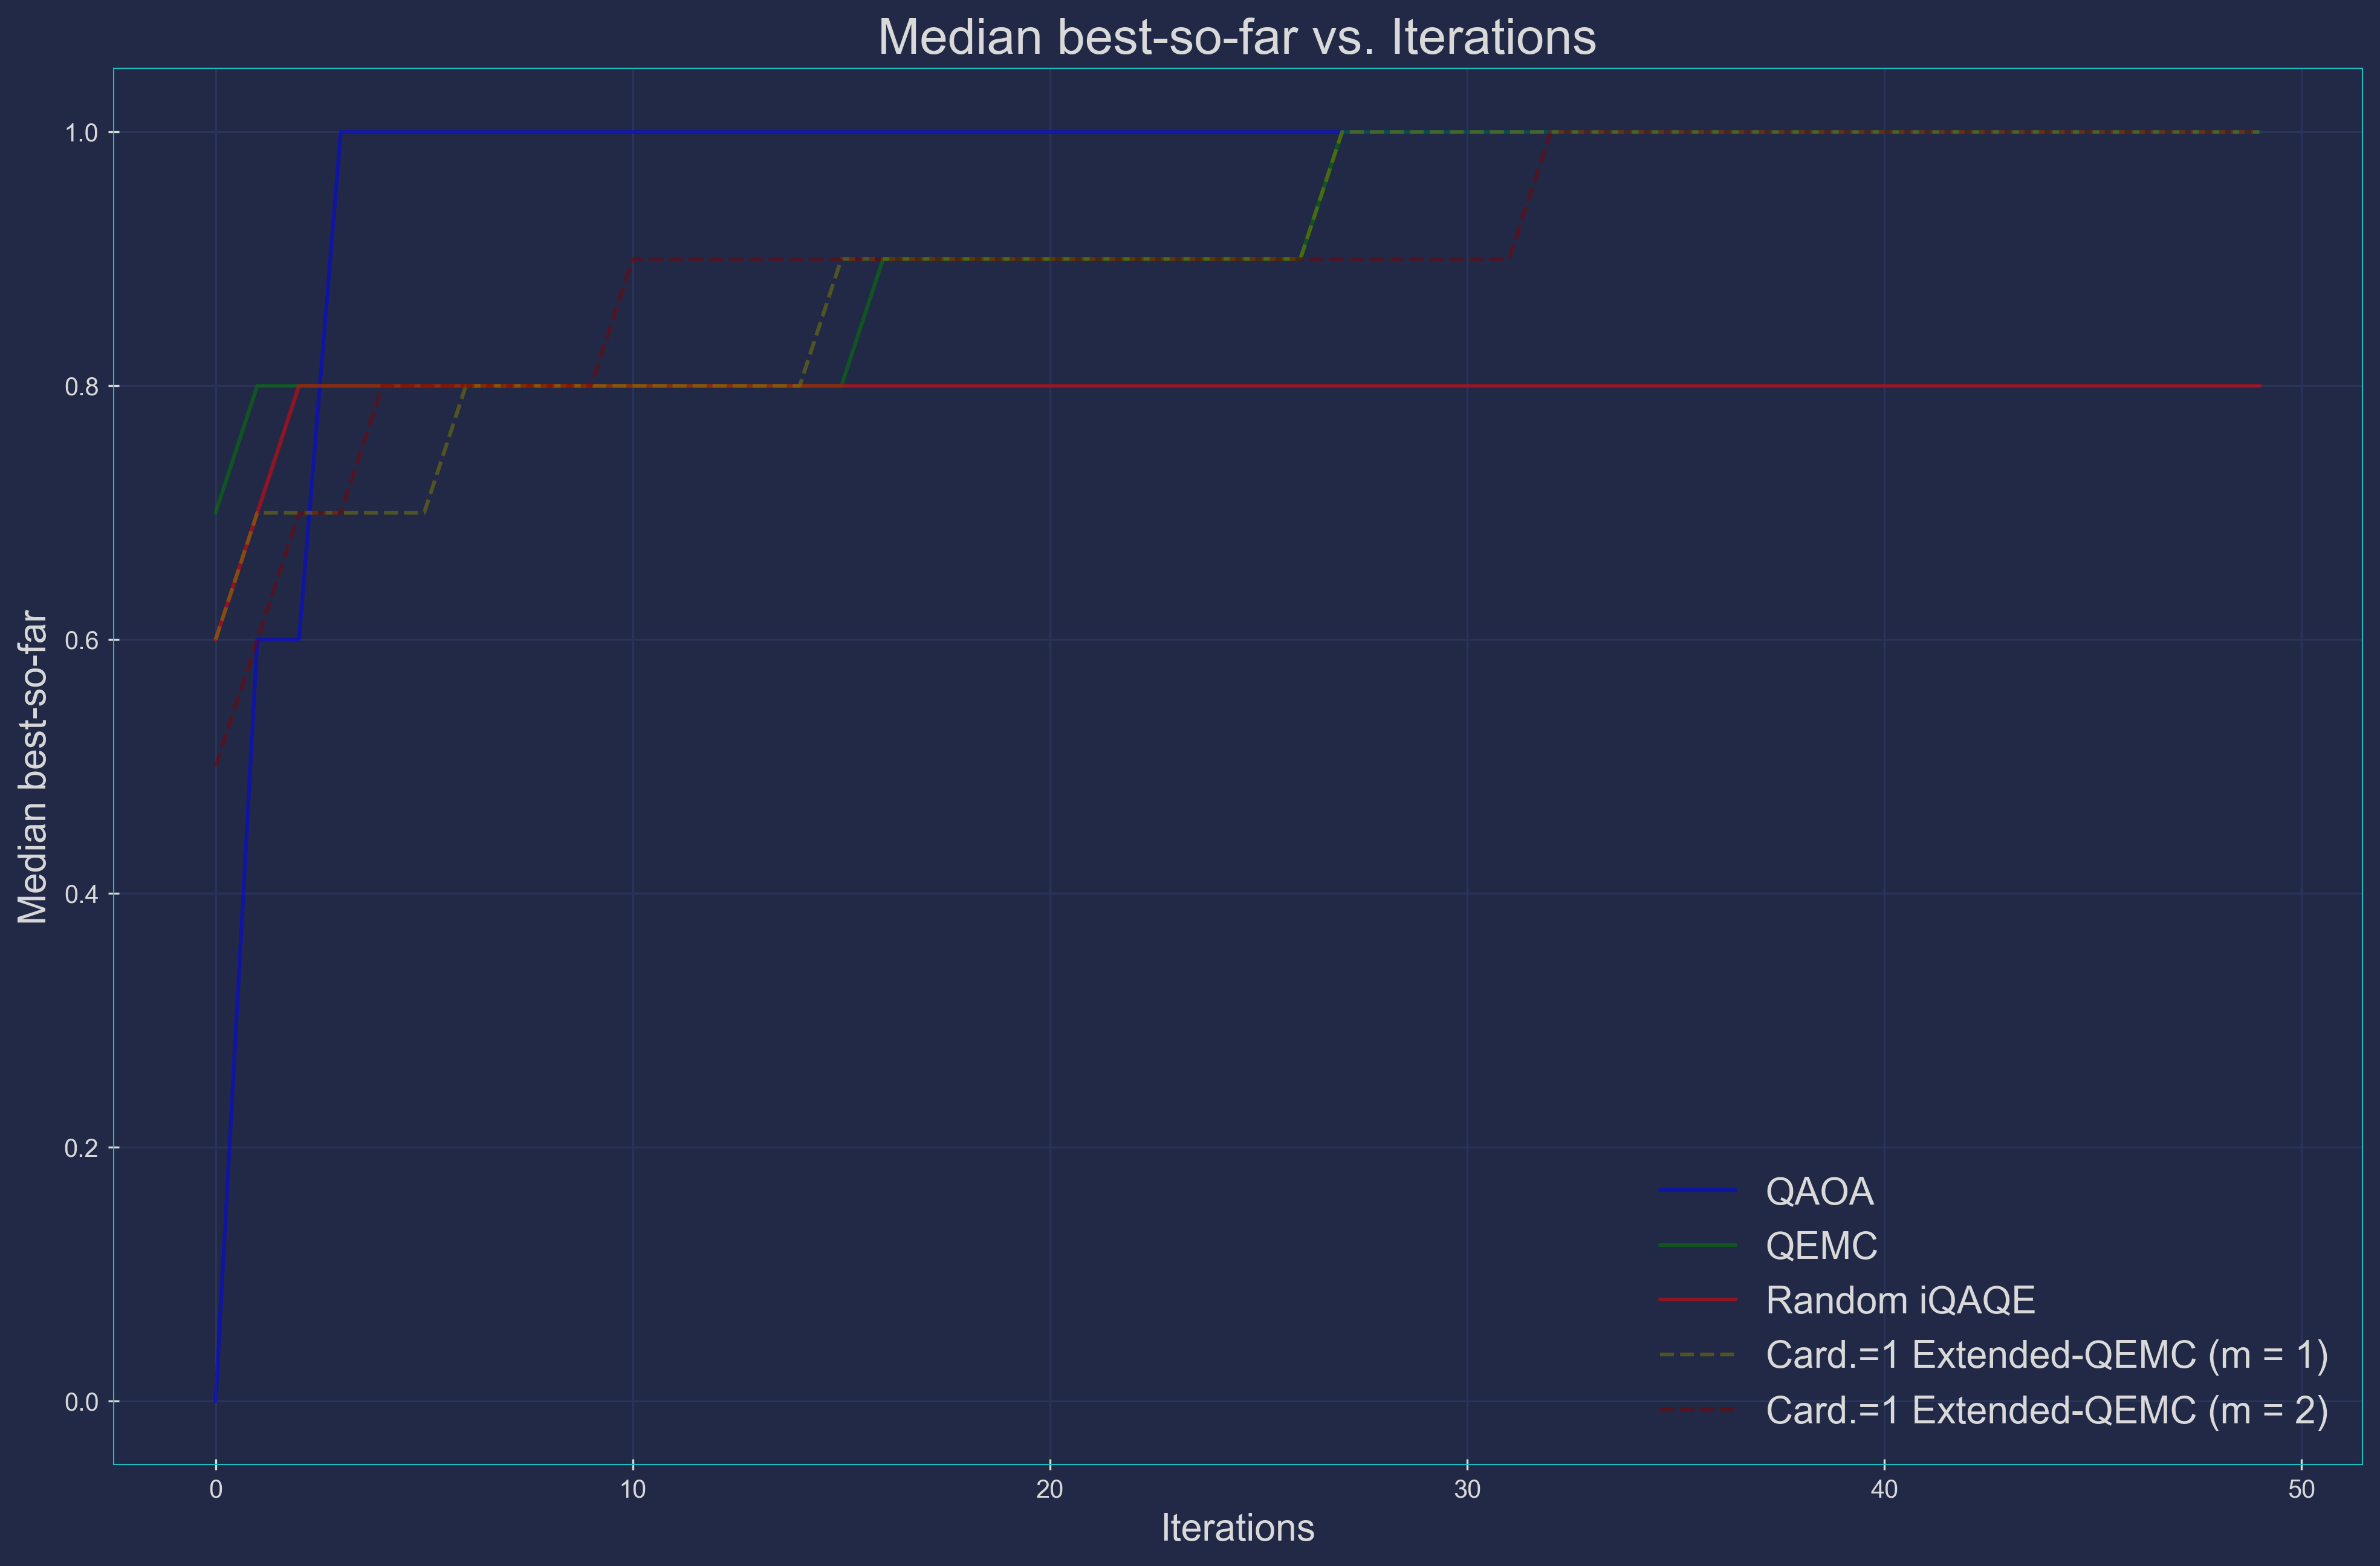 Median best-so-far vs. Iterations
Median best-so-far
1.0
0.8
0.6
0.4
0.2
0.0
QAOA
QEMC
Random iQAQE
Card.=1 Extended-QEMC (m = 1)
Card.=1 Extended-QEMC (m = 2)
0 10 20 30 40 50
Iterations